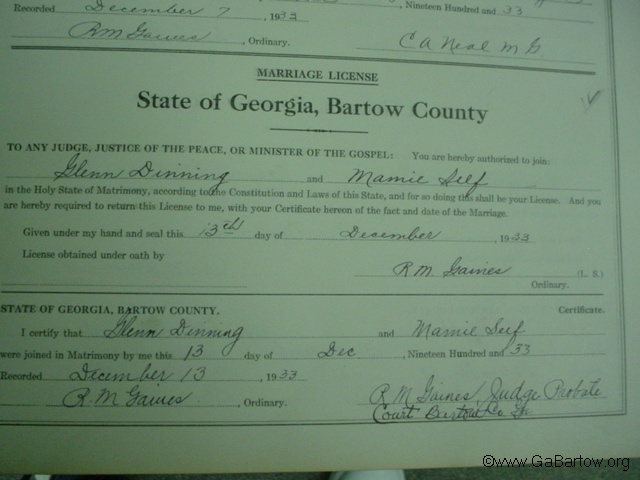 Recorded December 7, 1933 , Nineteen Hundred and 33
RM Gaines , Ordinary. C A Neal M G
MARRIAGE LICENSE
State of Georgia, Bartow County
TO ANY JUDGE, JUSTICE OF THE PEACE, OR MINISTER OF THE GOSPEL: You are hereby authorized to join:
Glenn Dinning and Mamie Self
in the Holy State of Matrimony, according to the Constitution and Laws of this State, and for so doing this shall be your License. And you
are hereby required to return this License to me, with your Certificate hereon of the fact and date of the Marriage.
Given under my hand and seal this 13th day of December , 1933
License obtained under oath by
R M Gaines (L. S.)
Ordinary.
STATE OF GEORGIA, BARTOW COUNTY. Certificate.
I certify that Glenn Dinning and Mamie Self
were joined in Matrimony by me this 13 day of Dec , Nineteen Hundred and 33
Recorded December 13 , 1933
R.M Gaines , Ordinary. R M Gaines, Judge Probate
Court Bartow Co Ga
©www.GaBartow.org